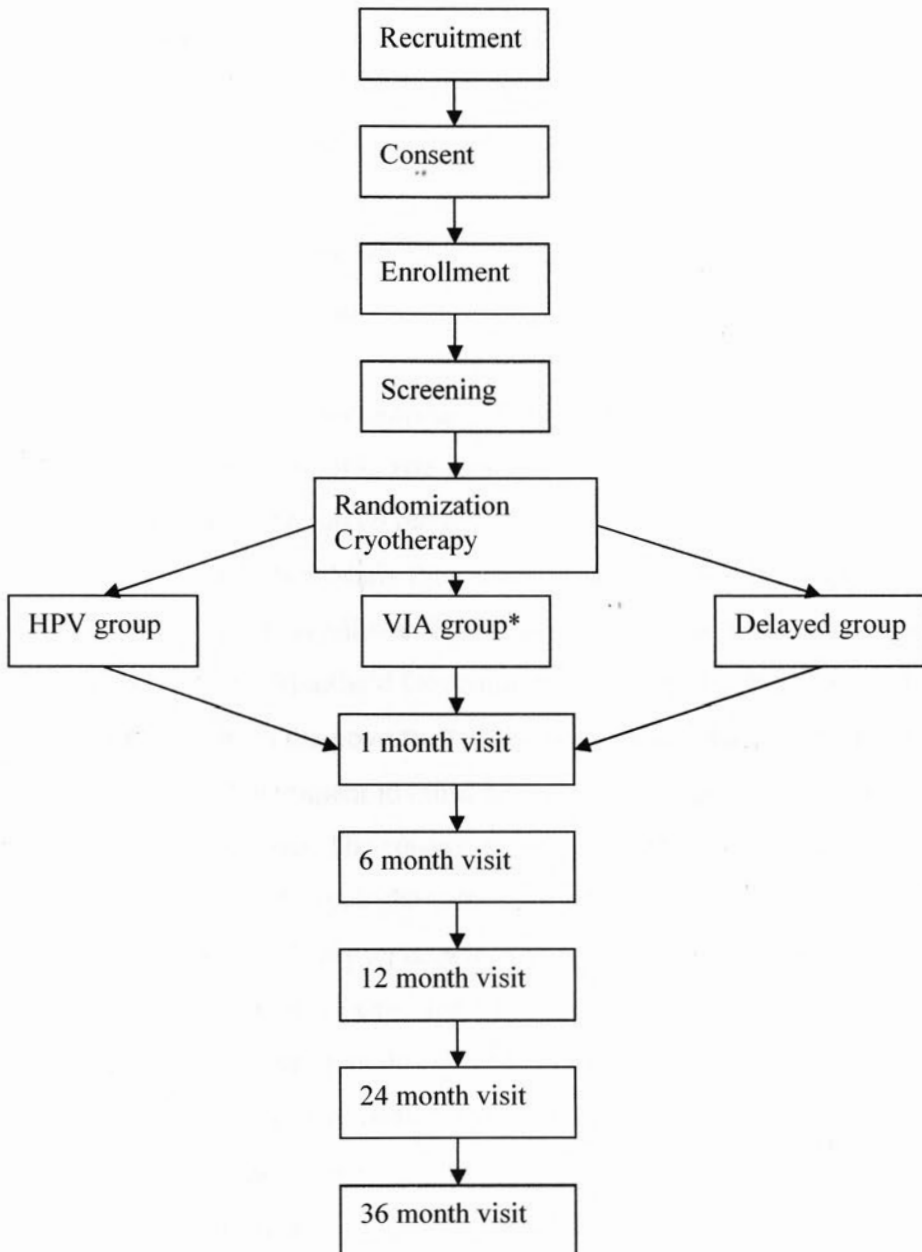 Recruitment
Consent
Enrollment
Screening
Randomization
Cryotherapy
HPV group
VIA group*
Delayed group
1 month visit
6 month visit
12 month visit
24 month visit
36 month visit